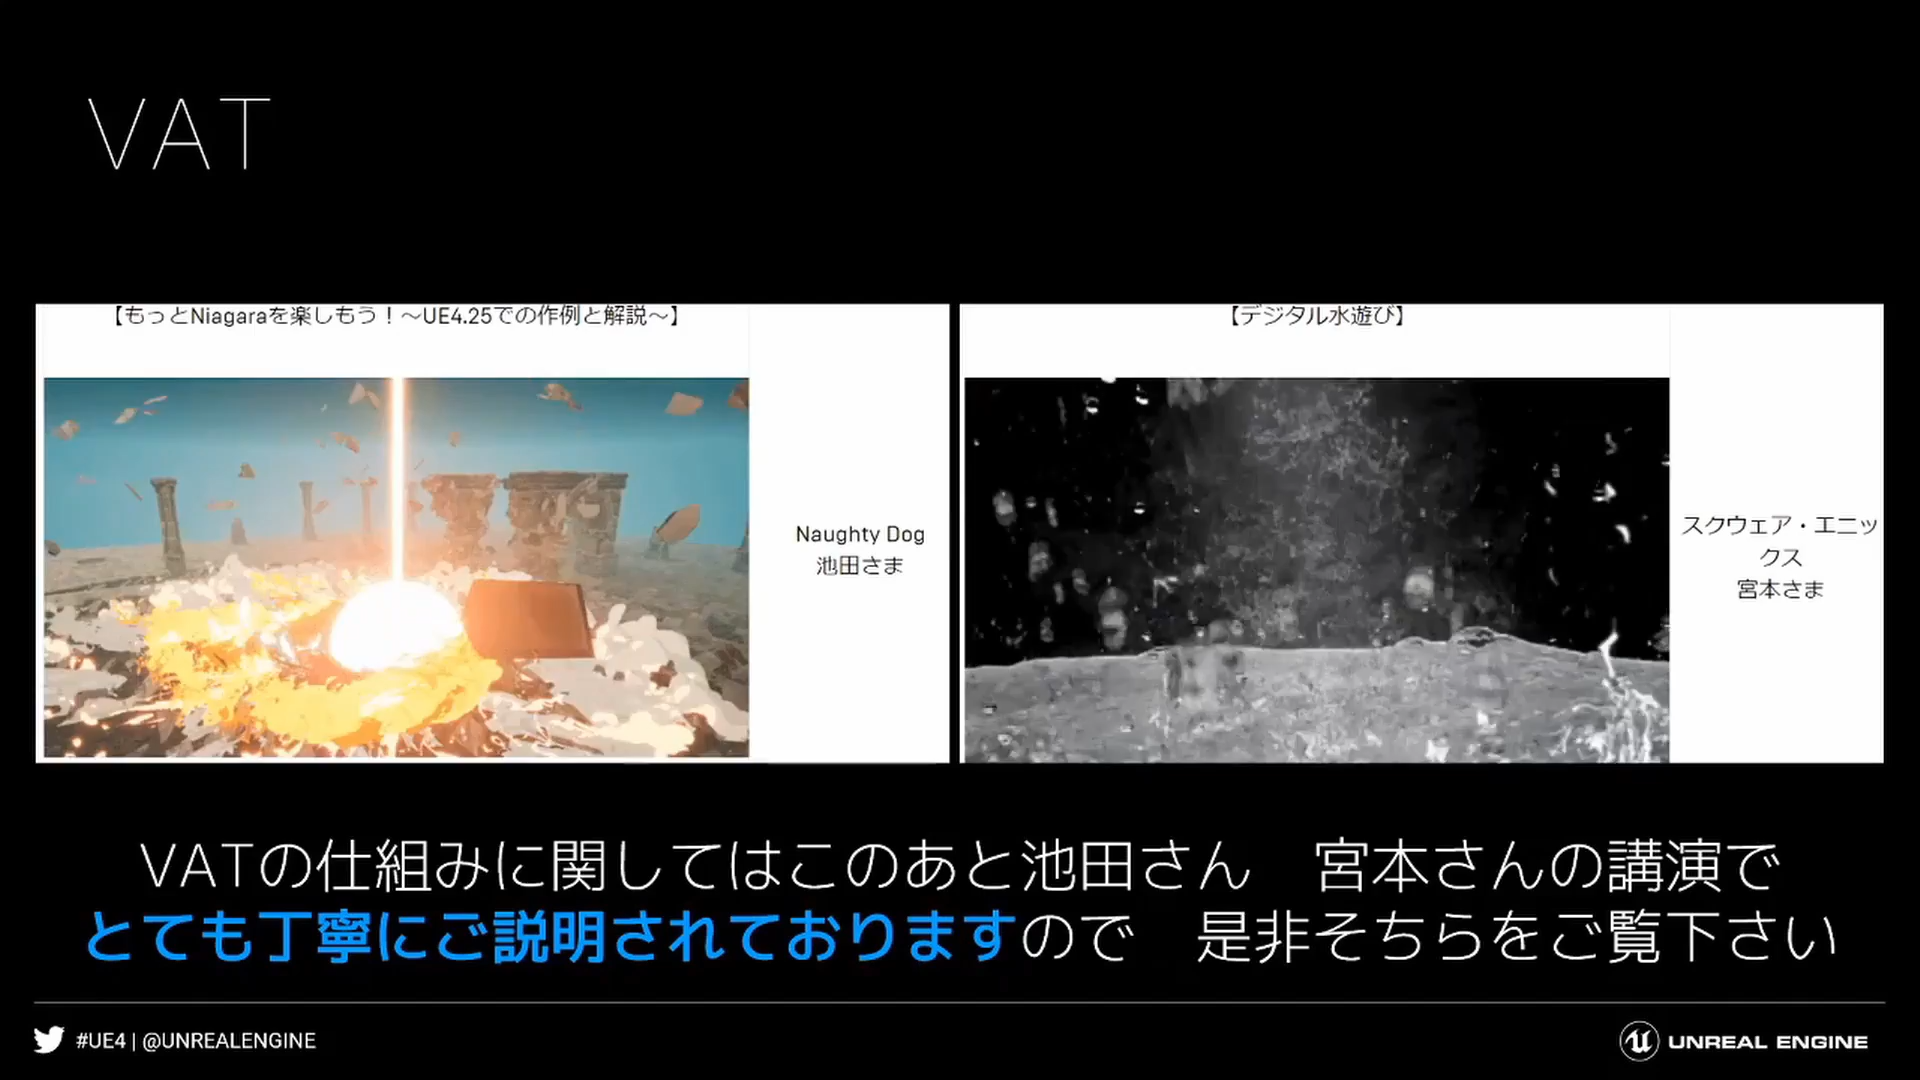 VAT
【もっとNiagaraを楽しもう！～UE4.25での作例と解説～】
Naughty Dog
池田さま
【デジタル水遊び】
スクウェア・エニッ
クス
宮本さま
VATの仕組みに関してはこのあと池田さん　宮本さんの講演で
とても丁寧にご説明されておりますので　是非そちらをご覧下さい
#UE4 | @UNREALENGINE
UNREAL ENGINE